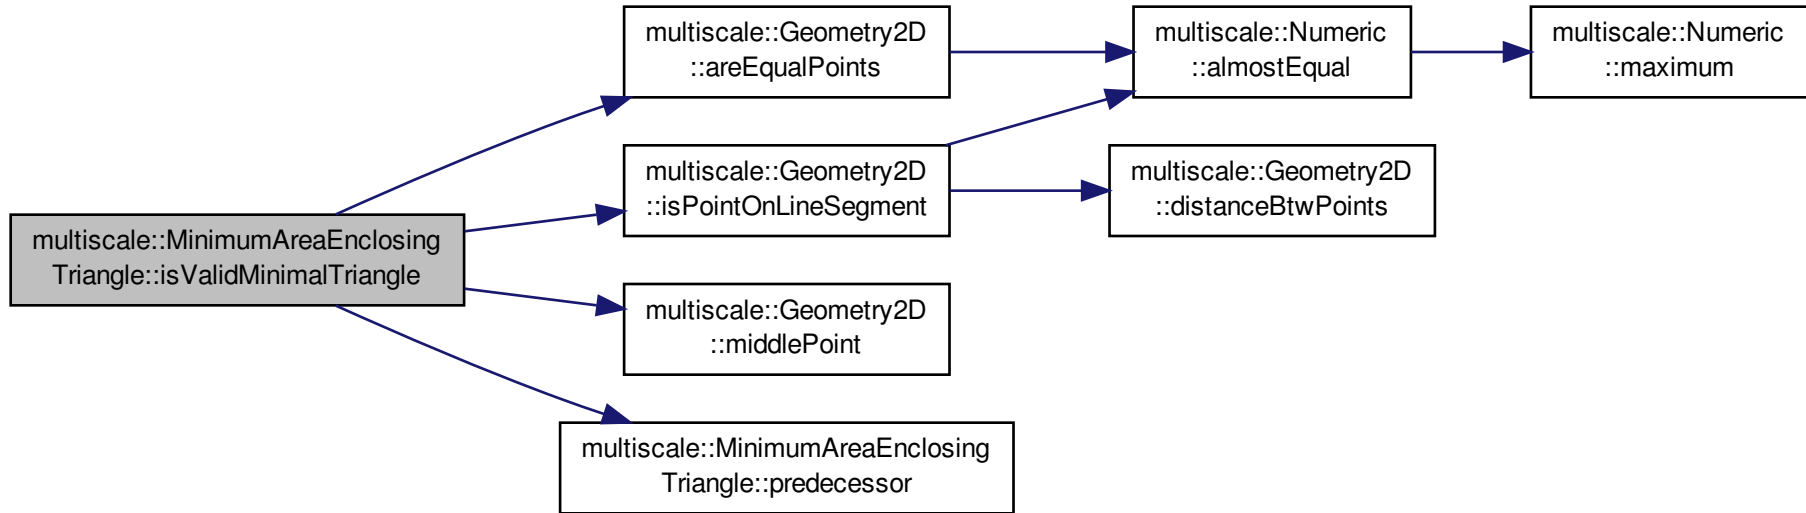 multiscale::MinimumAreaEnclosing
Triangle::isValidMinimalTriangle
multiscale::Geometry2D
::areEqualPoints
multiscale::Geometry2D
::isPointOnLineSegment
multiscale::Geometry2D
::middlePoint
multiscale::MinimumAreaEnclosing
Triangle::predecessor
multiscale::Numeric
::almostEqual
multiscale::Geometry2D
::distanceBtwPoints
multiscale::Numeric
::maximum